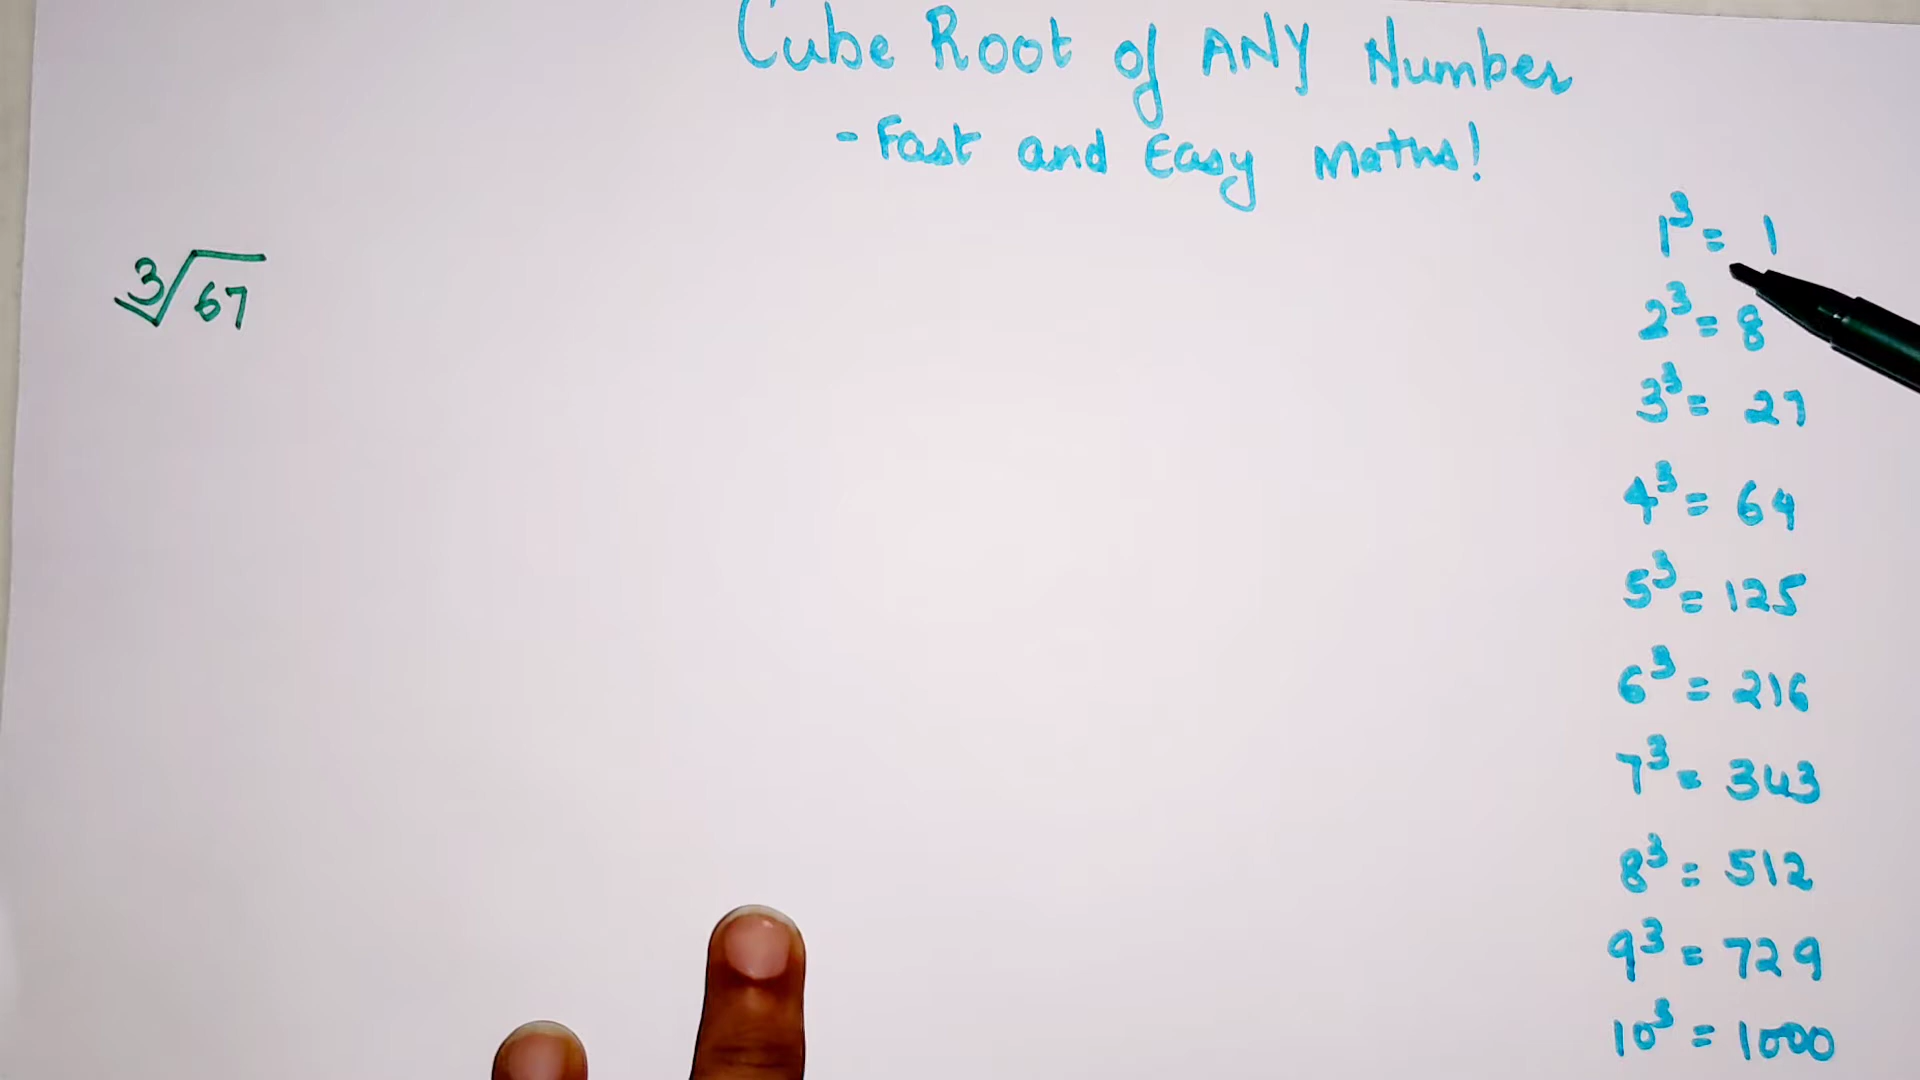 Cube Root of ANY Number
- Fast and Easy Maths!
∛67
1³ = 1
2³ = 8
3³ = 27
4³ = 64
5³ = 125
6³ = 216
7³ = 343
8³ = 512
9³ = 729
10³ = 1000